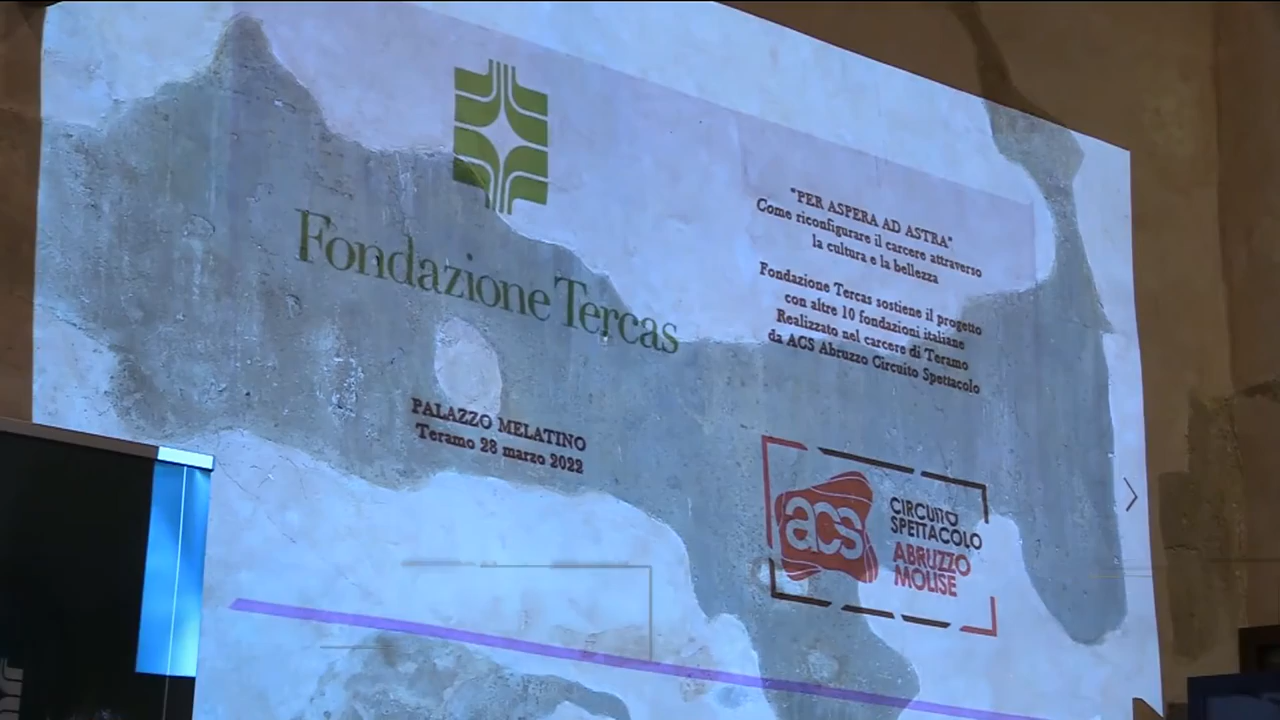 Fondazione Tercas
PALAZZO MELATINO
Teramo 28 marzo 2022
"PER ASPERA AD ASTRA"
Come riconfigurare il carcere attraverso
la cultura e la bellezza
Fondazione Tercas sostiene il progetto
con altre 10 fondazioni italiane
Realizzato nel carcere di Teramo
da ACS Abruzzo Circuito Spettacolo
acs
CIRCUITO
SPETTACOLO
ABRUZZO
MOLISE